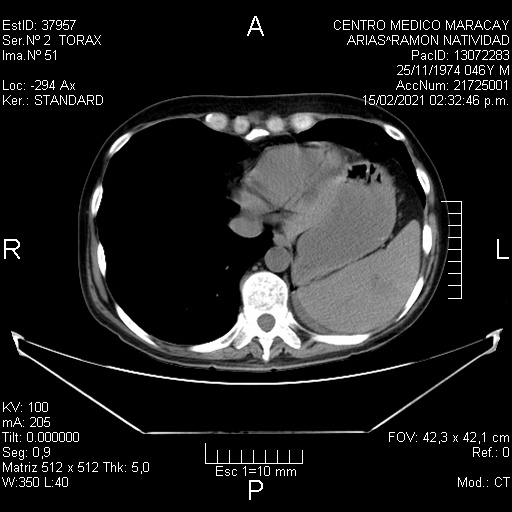 EstID: 37957
Ser.Nº 2 TORAX
Ima.Nº 51
Loc: -294 Ax
Ker.: STANDARD
A
CENTRO MEDICO MARACAY
ARIAS^RAMON NATIVIDAD
PacID: 13072283
25/11/1974 046Y M
AccNum: 21725001
15/02/2021 02:32:46 p.m.
R
L
KV: 100
mA: 205
Tilt: 0.000000
Seg: 0,9
Matriz 512 x 512 Thk: 5,0
W:350 L:40
Esc 1=10 mm
P
FOV: 42,3 x 42,1 cm
Ref.: 0
Mod.: CT